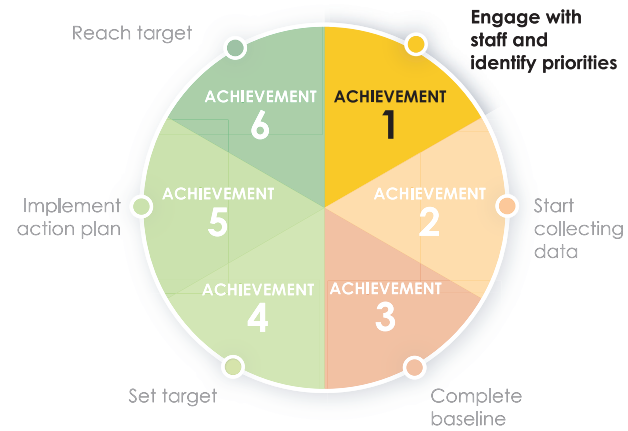 Engage with
staff and
identify priorities
Reach target
ACHIEVEMENT
6
ACHIEVEMENT
1
ACHIEVEMENT
5
ACHIEVEMENT
2
Implement
action plan
Start
collecting
data
ACHIEVEMENT
4
ACHIEVEMENT
3
Set target
Complete
baseline